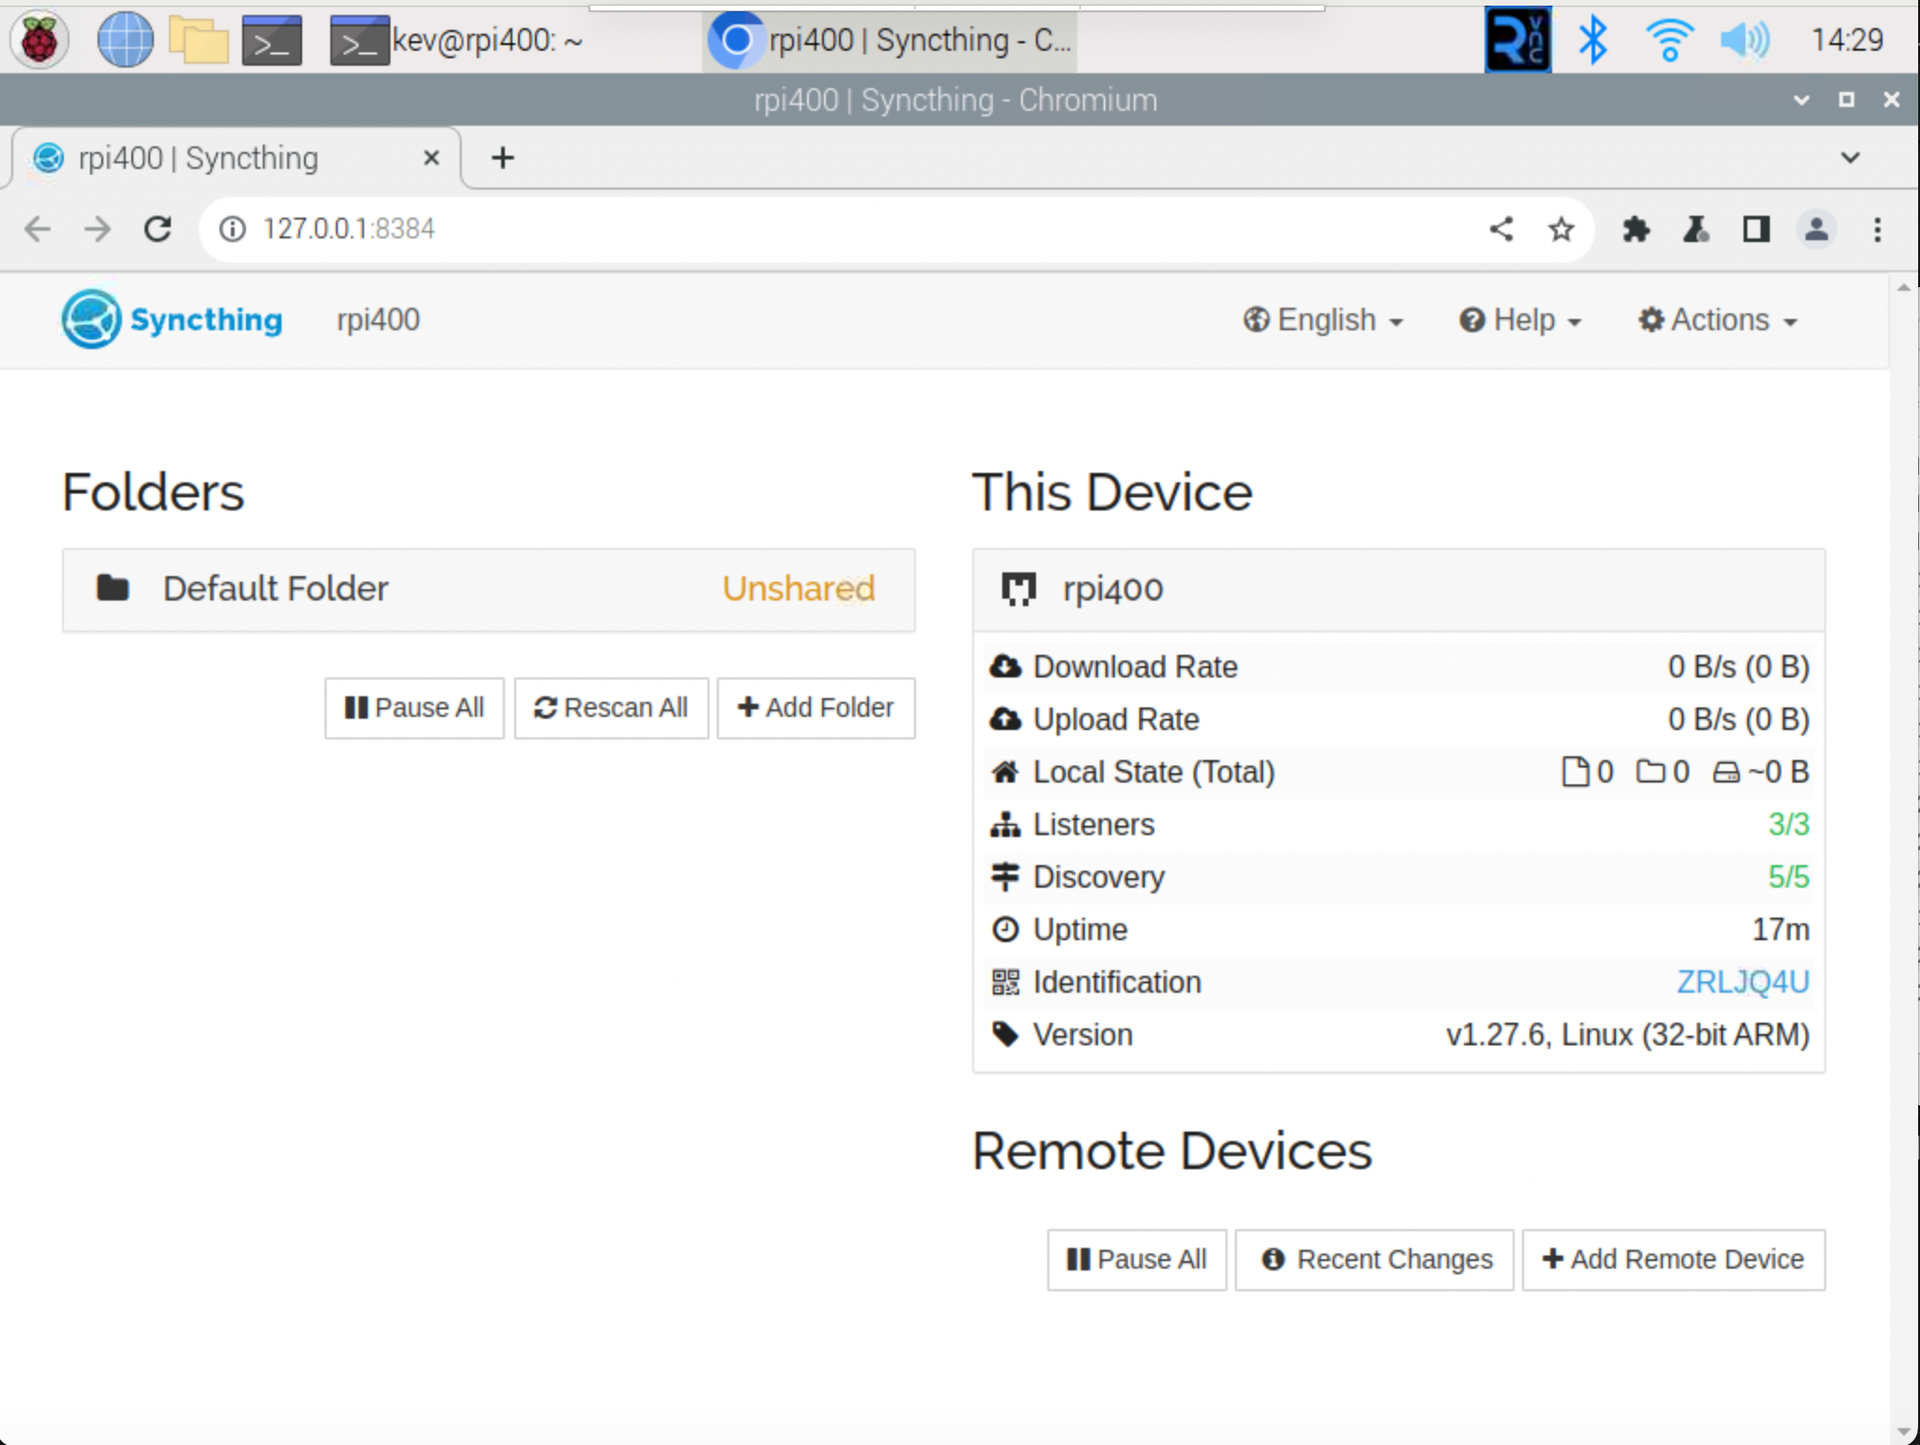 kev@rpi400: ~
rpi400 | Syncthing - C...
14:29
rpi400 | Syncthing - Chromium
rpi400 | Syncthing
127.0.0.1:8384
Syncthing
rpi400
English
Help
Actions
Folders
Default Folder
Unshared
Pause All
Rescan All
Add Folder
This Device
rpi400
Download Rate 0 B/s (0 B)
Upload Rate 0 B/s (0 B)
Local State (Total) 0 0 ~0 B
Listeners 3/3
Discovery 5/5
Uptime 17m
Identification ZRLJQ4U
Version v1.27.6, Linux (32-bit ARM)
Remote Devices
Pause All
Recent Changes
Add Remote Device